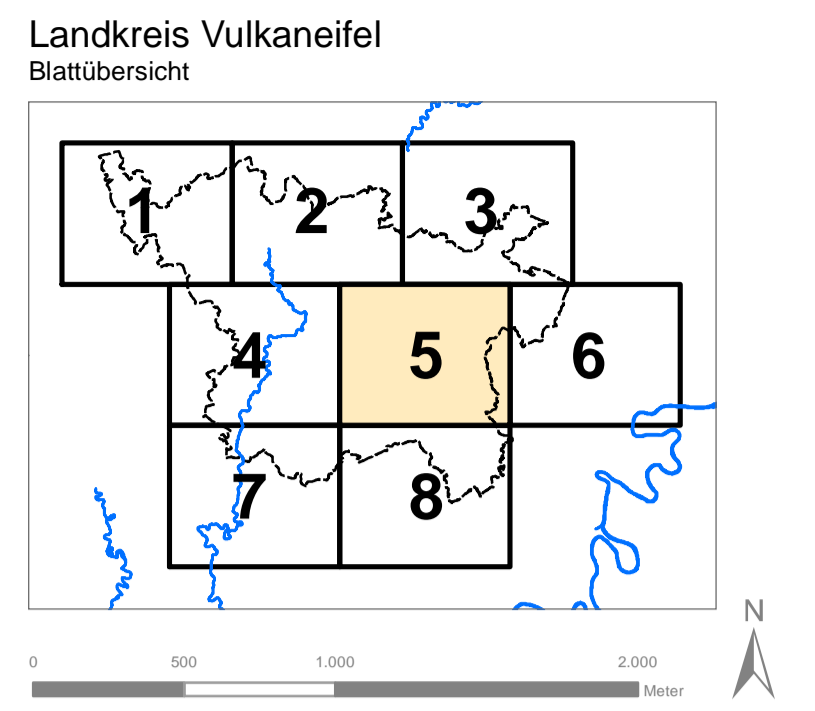 Landkreis Vulkaneifel
Blattübersicht
1 2 3
4 5 6
7 8
N
0 500 1.000 2.000
Meter